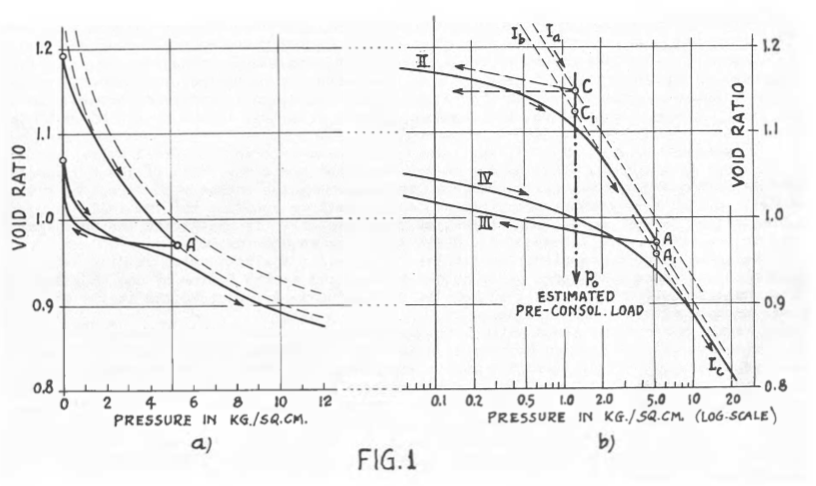 1.2
1.1
1.0
0.9
0.8
VOID RATIO
A
0 2 4 6 8 10 12
PRESSURE IN KG./SQ.CM.
a)
I_b I_a
II
C
C_1
IV
III
A
A_1
P_o
ESTIMATED
PRE-CONSOL. LOAD
I_c
1.2
1.1
1.0
0.9
0.8
VOID RATIO
0.1 0.2 0.5 1.0 2.0 5.0 10 20
PRESSURE IN KG./SQ.CM. (LOG.SCALE)
b)
FIG.1